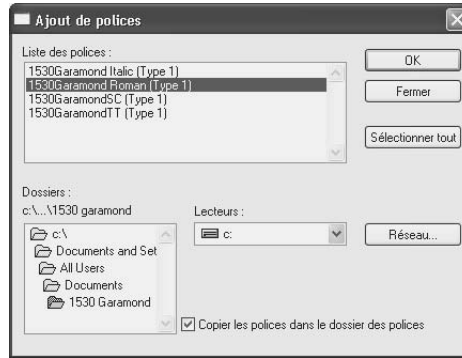 Ajout de polices
Liste des polices :
1530Garamond Italic (Type 1)
1530Garamond Roman (Type 1)
1530GaramondSC (Type 1)
1530GaramondTT (Type 1)
OK
Fermer
Sélectionner tout
Dossiers :
c:\...\1530 garamond
c:\
Documents and Set
All Users
Documents
1530 Garamond
Lecteurs :
c:
Réseau...
Copier les polices dans le dossier des polices